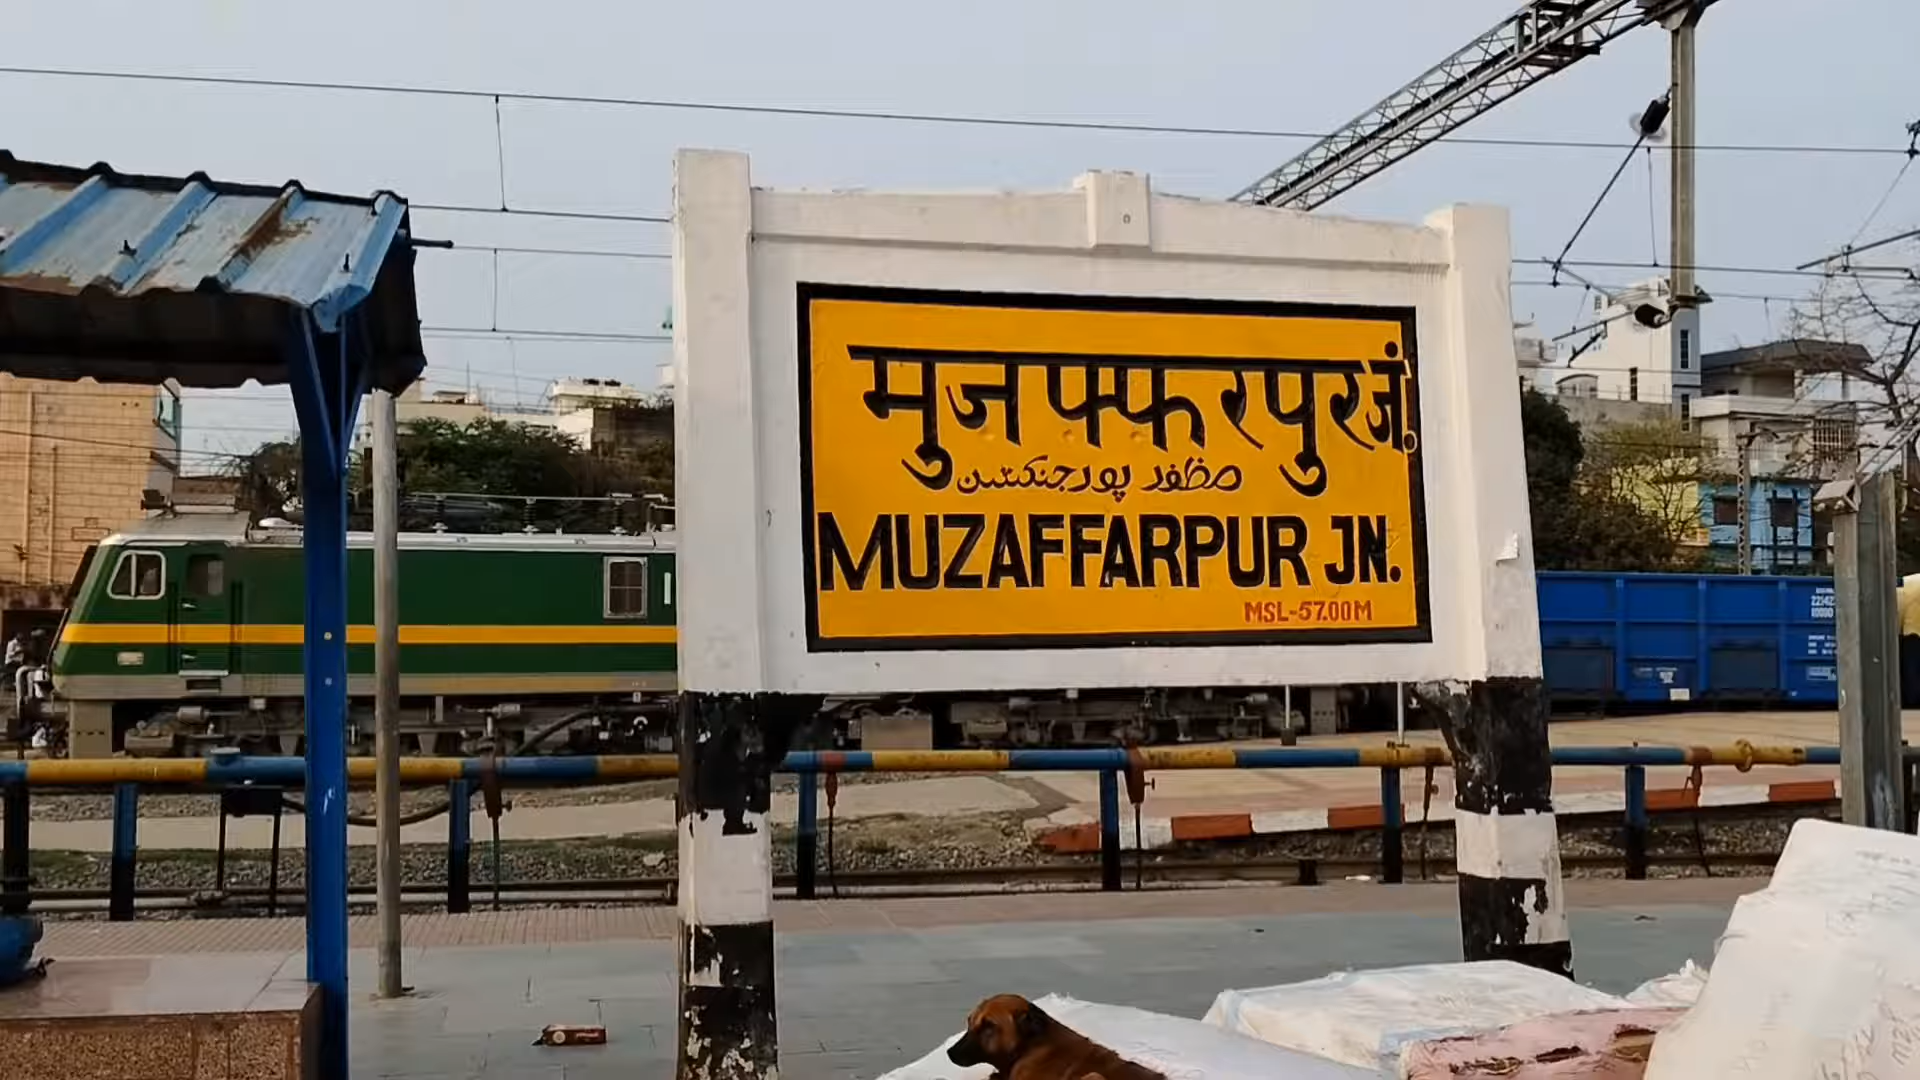 मुजफ्फरपुर जं.
مظفر پور جنکشن
MUZAFFARPUR JN.
MSL-57.00M